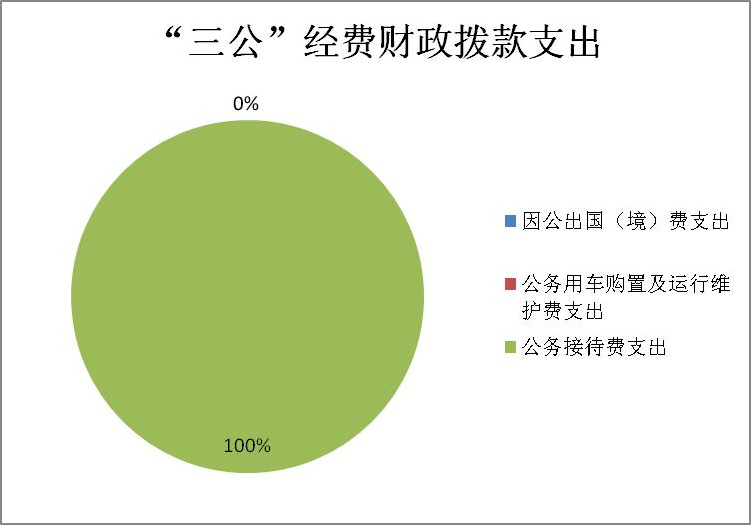 “三公”经费财政拨款支出
0%
100%
因公出国（境）费支出
公务用车购置及运行维
护费支出
公务接待费支出